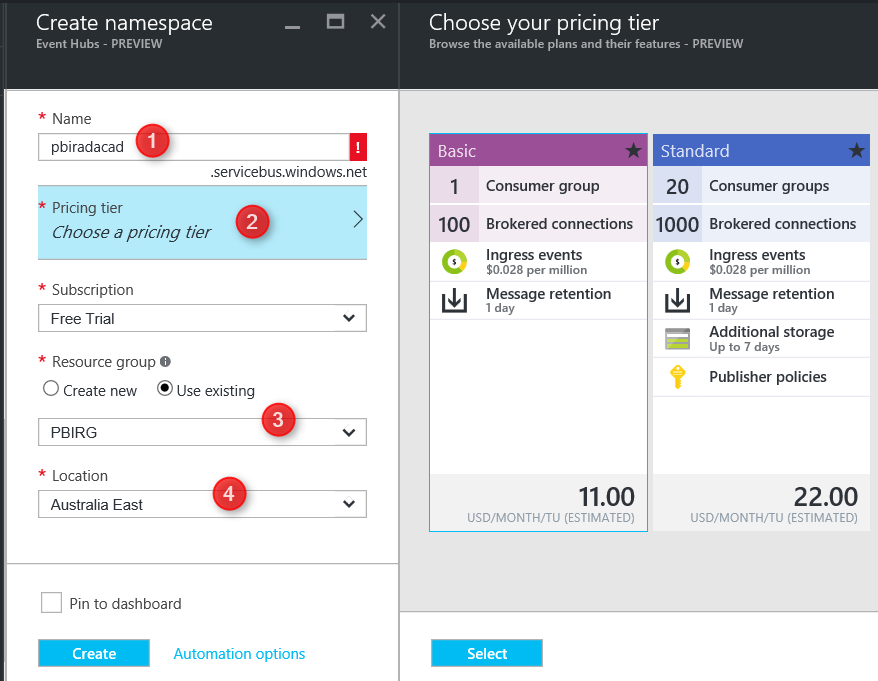 Create namespace
Event Hubs - PREVIEW
* Name
pbiradacad
1
!
.servicebus.windows.net
* Pricing tier
Choose a pricing tier
2
* Subscription
Free Trial
* Resource group
Create new
Use existing
PBIRG
3
* Location
Australia East
4
Pin to dashboard
Create
Automation options
Choose your pricing tier
Browse the available plans and their features - PREVIEW
Basic
1 Consumer group
100 Brokered connections
$
Ingress events
$0.028 per million
Message retention
1 day
11.00
USD/MONTH/TU (ESTIMATED)
Standard
20 Consumer groups
1000 Brokered connections
$
Ingress events
$0.028 per million
Message retention
1 day
Additional storage
Up to 7 days
Publisher policies
22.00
USD/MONTH/TU (ESTIMATED)
Select